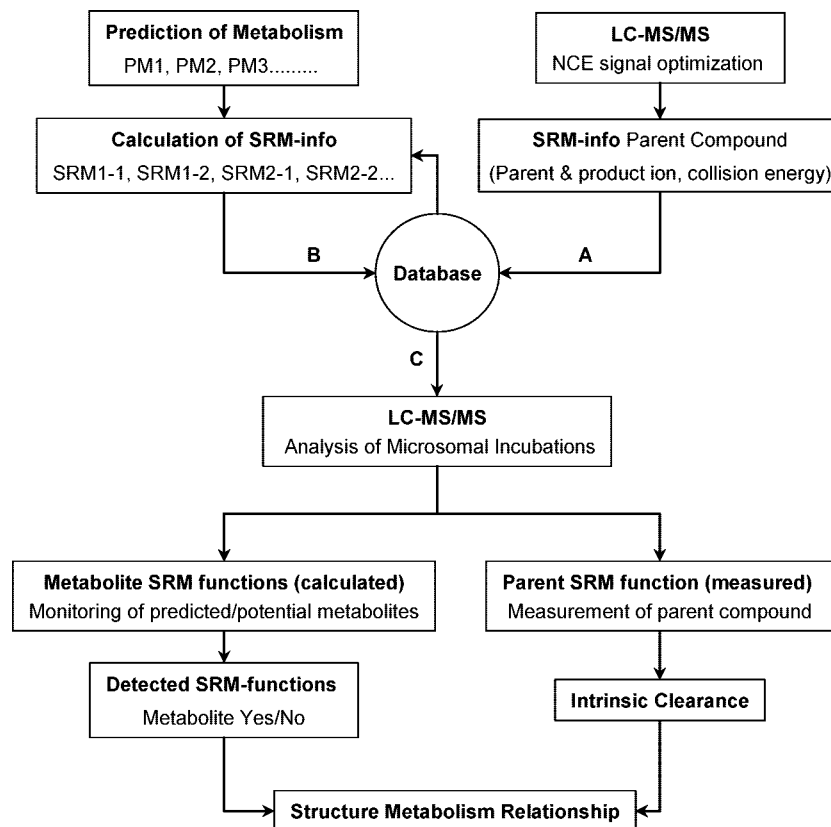 Prediction of Metabolism
PM1, PM2, PM3.........
LC-MS/MS
NCE signal optimization
Calculation of SRM-info
SRM1-1, SRM1-2, SRM2-1, SRM2-2...
SRM-info Parent Compound
(Parent & product ion, collision energy)
B
Database
A
C
LC-MS/MS
Analysis of Microsomal Incubations
Metabolite SRM functions (calculated)
Monitoring of predicted/potential metabolites
Parent SRM function (measured)
Measurement of parent compound
Detected SRM-functions
Metabolite Yes/No
Intrinsic Clearance
Structure Metabolism Relationship